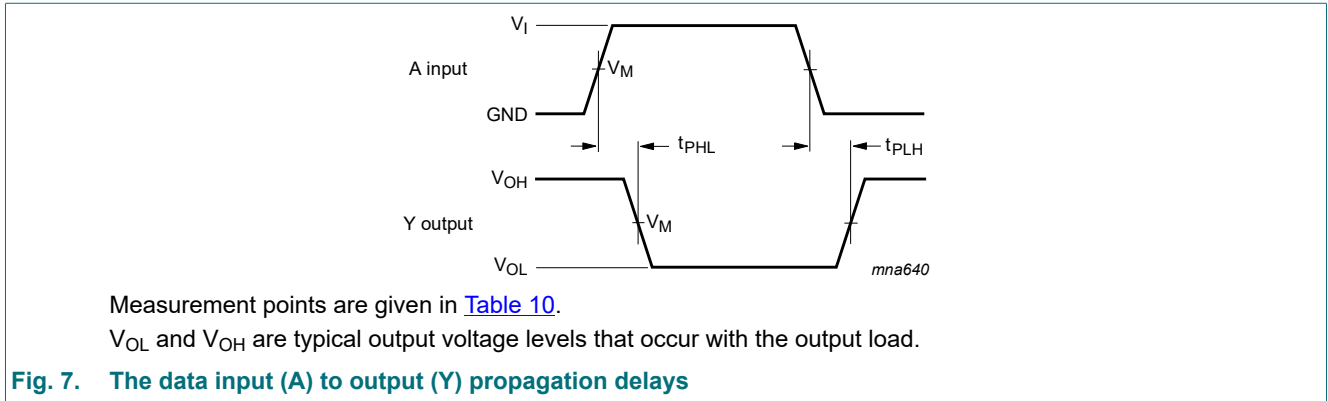 V_I
A input
V_M
GND
t_PHL
t_PLH
V_OH
Y output
V_M
V_OL
mna640
Measurement points are given in Table 10.
V_OL and V_OH are typical output voltage levels that occur with the output load.
Fig. 7. The data input (A) to output (Y) propagation delays